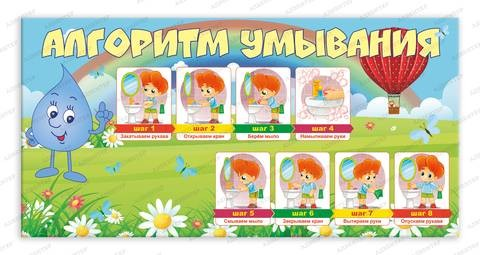 АЛГОРИТМ УМЫВАНИЯ
шаг 1
Закатываем рукава
шаг 2
Открываем кран
шаг 3
Берём мыло
шаг 4
Намыливаем руки
шаг 5
Смываем мыло
шаг 6
Закрываем кран
шаг 7
Вытираем руки
шаг 8
Опускаем рукава